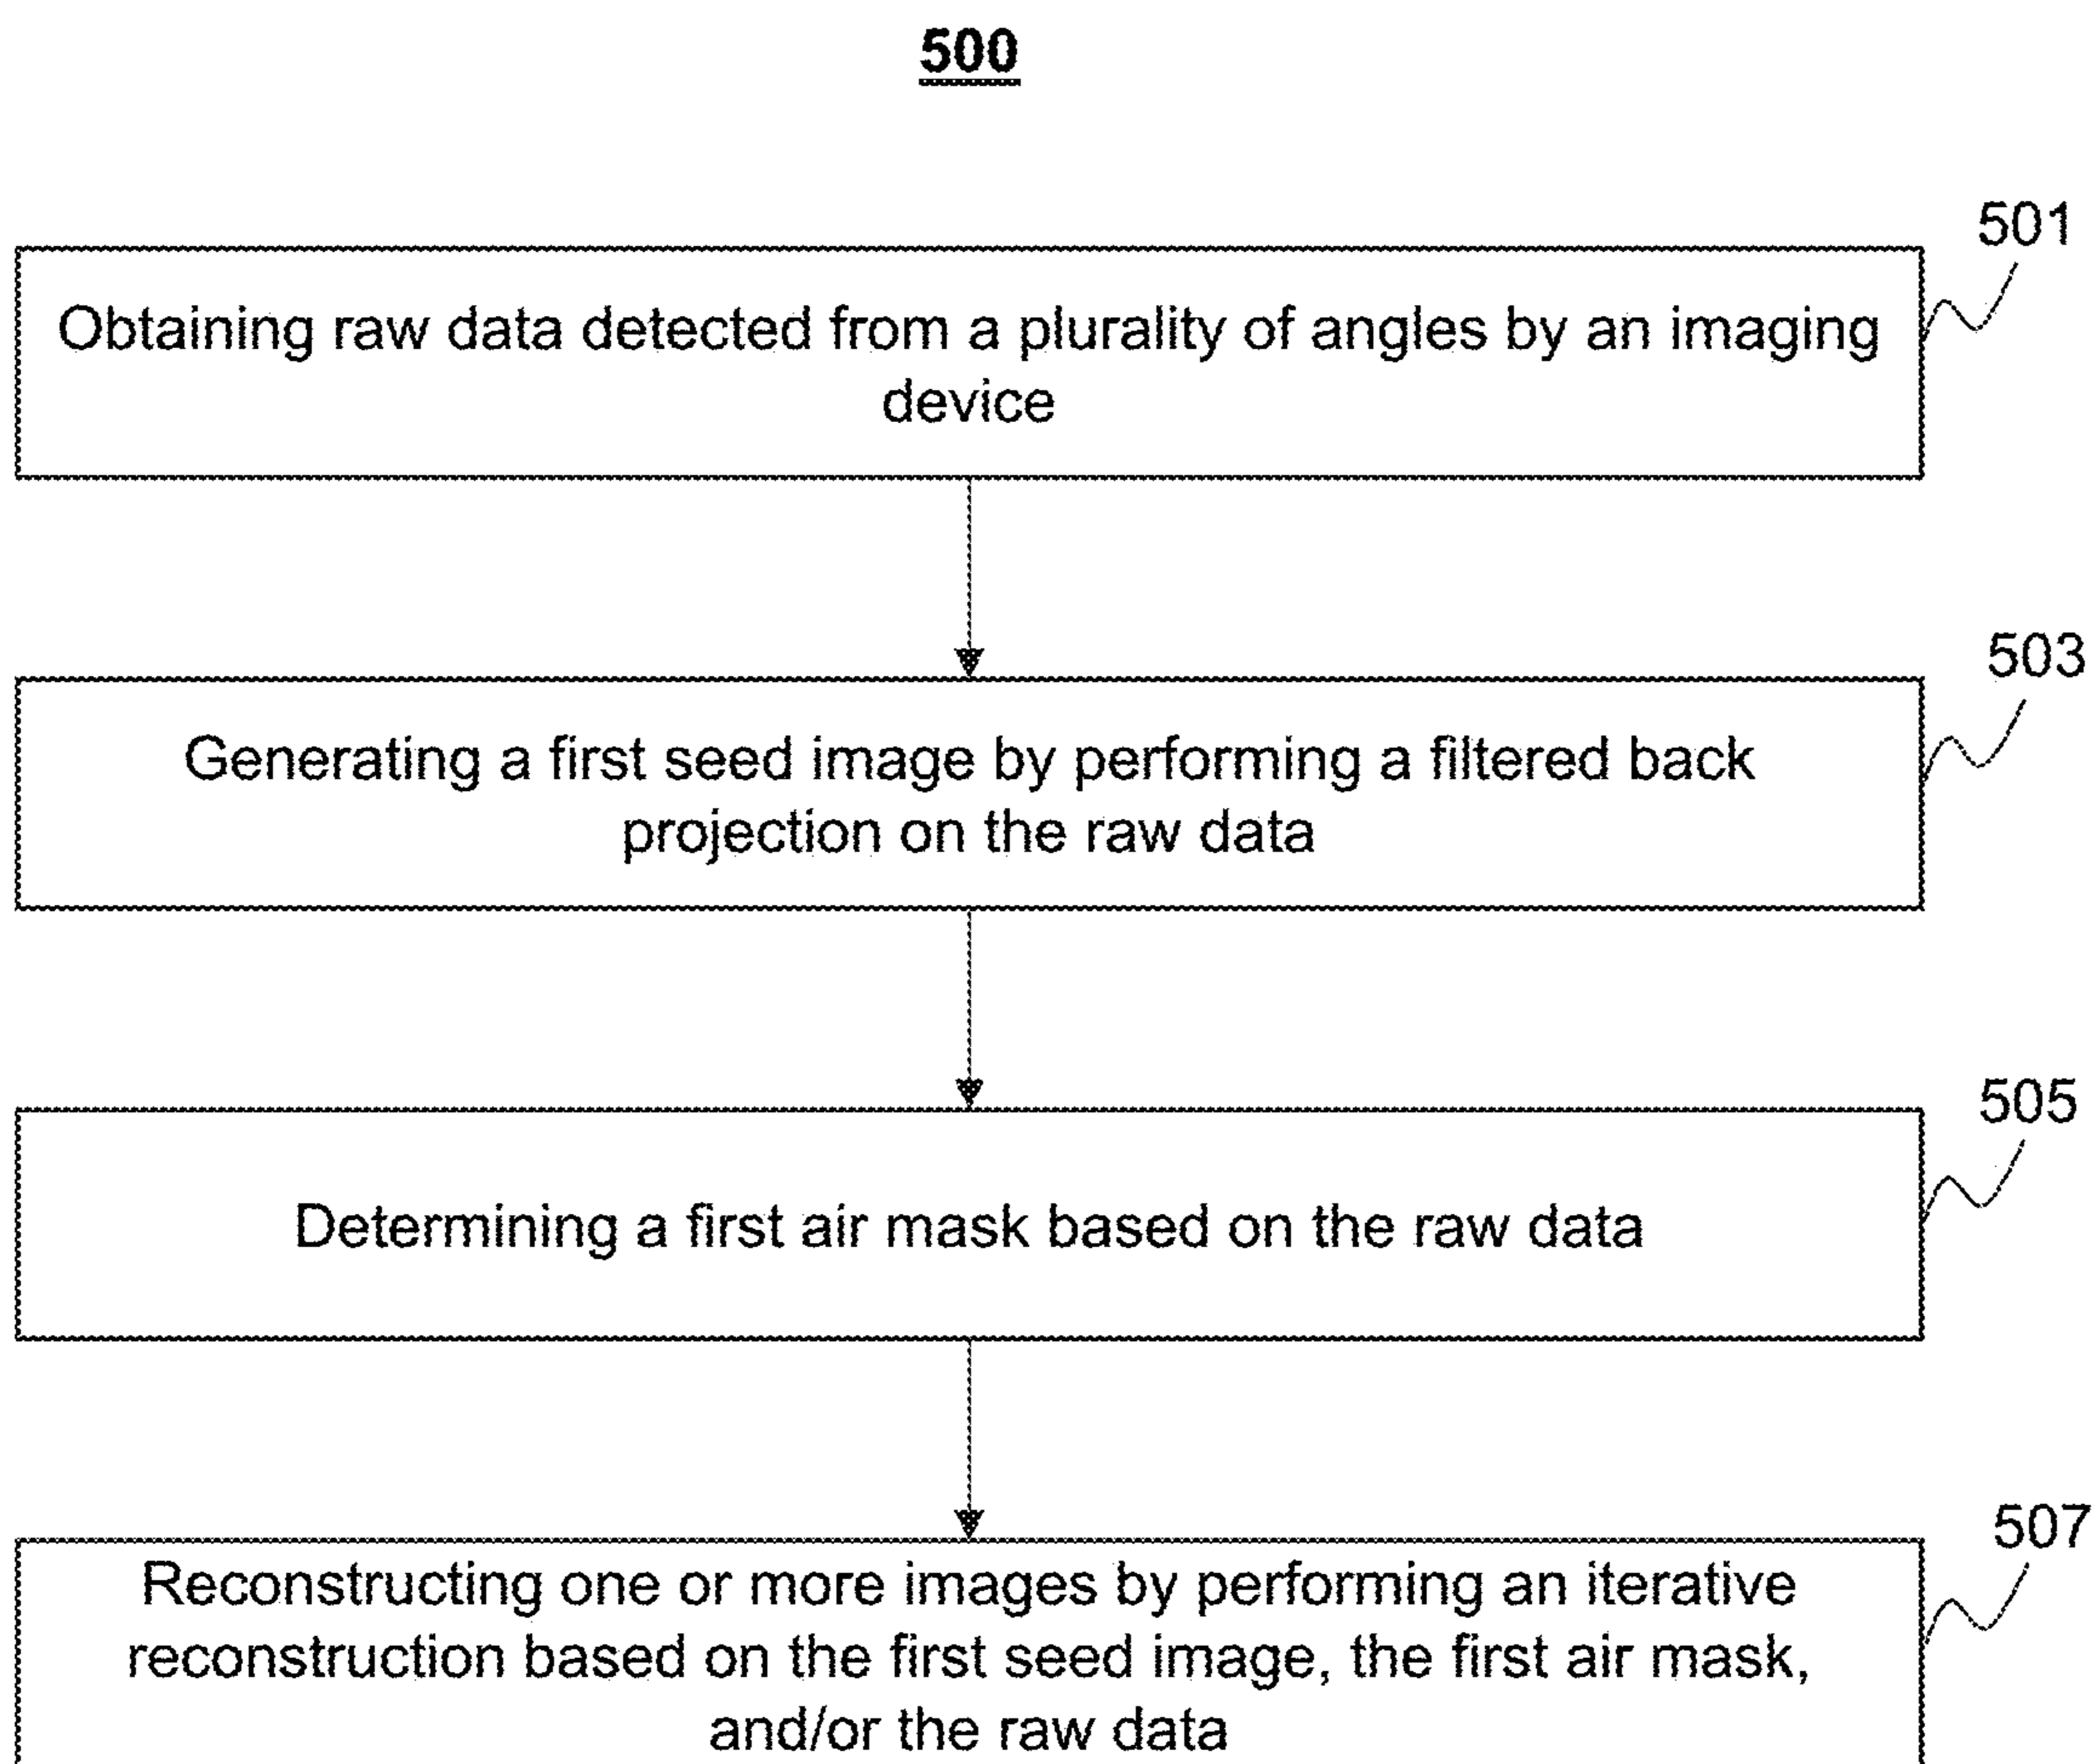 500
501
Obtaining raw data detected from a plurality of angles by an imaging
device
503
Generating a first seed image by performing a filtered back
projection on the raw data
505
Determining a first air mask based on the raw data
507
Reconstructing one or more images by performing an iterative
reconstruction based on the first seed image, the first air mask,
and/or the raw data